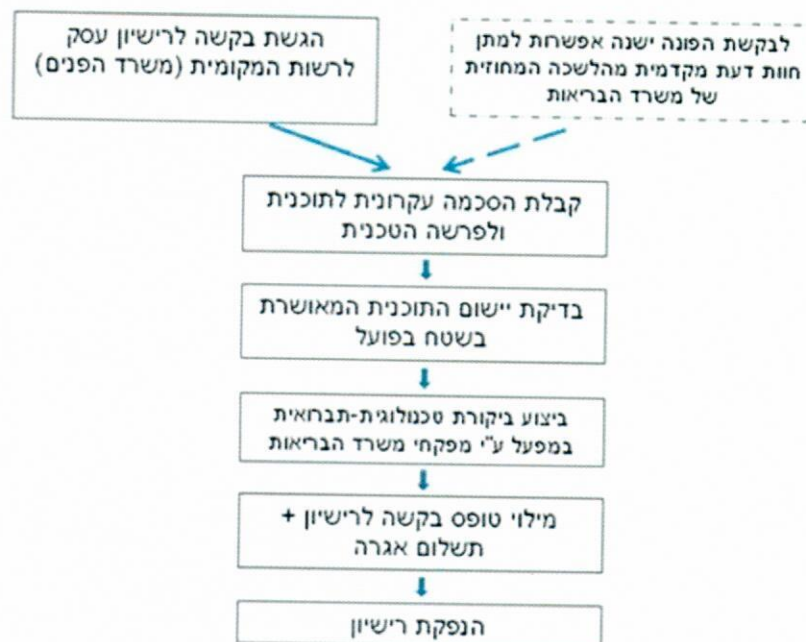 הגשת בקשה לרישיון עסק
לרשות המקומית (משרד הפנים)
לבקשת הפונה ישנה אפשרות למתן
חוות דעת מקדמית מהלשכה המחוזית
של משרד הבריאות
קבלת הסכמה עקרונית לתוכנית
ולפרשה הטכנית
בדיקת יישום התוכנית המאושרת
בשטח בפועל
ביצוע ביקורת טכנולוגית-תברואית
במפעל ע"י מפקחי משרד הבריאות
מילוי טופס בקשה לרישיון +
תשלום אגרה
הנפקת רישיון